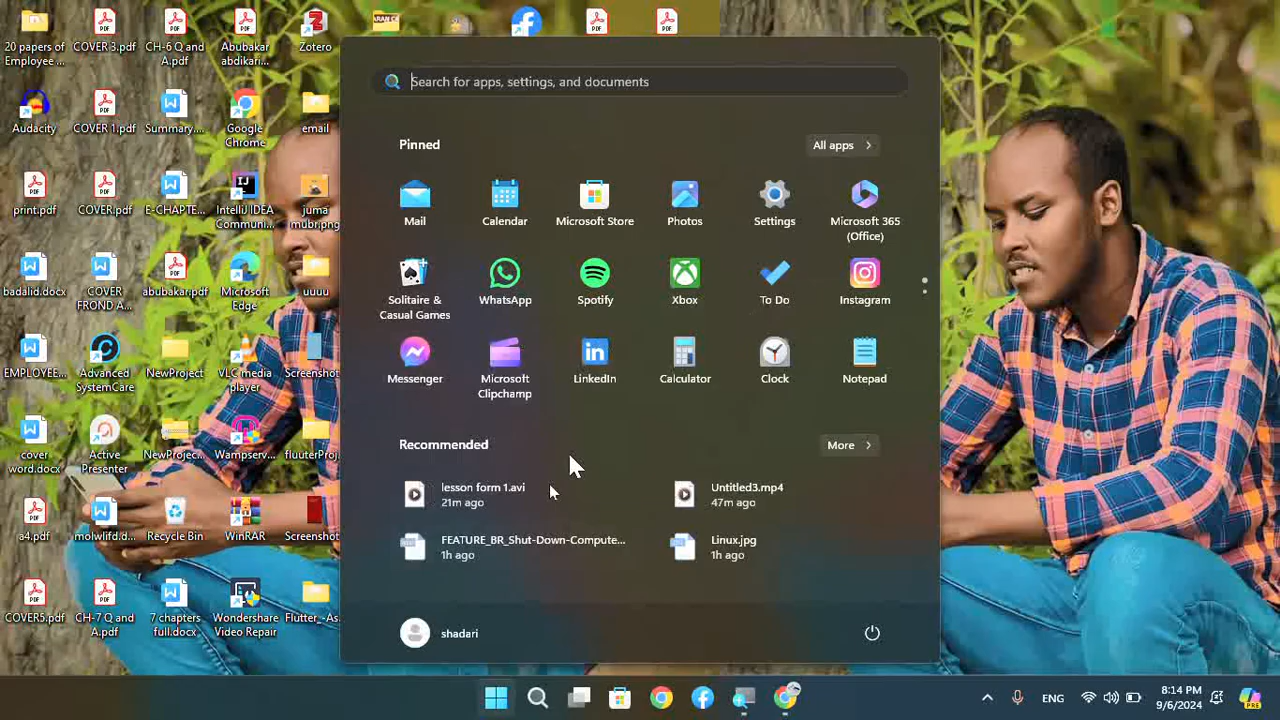 20 papers of
Employee ...
COVER 3.pdf
CH-6 Q and
A.pdf
Abubakar
abdikari...
Zotero
Audacity
COVER 1.pdf
Summary....
Google
Chrome
email
print.pdf
COVER.pdf
E-CHAPTE...
IntelliJ IDEA
Communi...
juma
mubr.png
badalid.docx
COVER
FROND A...
abubakar.pdf
Microsoft
Edge
uuuu
EMPLOYEE...
Advanced
SystemCare
NewProject
VLC media
player
Screenshot
cover
word.docx
Active
Presenter
NewProjec...
Wampserv...
fluuterProj
a4.pdf
molwlifd.d...
Recycle Bin
WinRAR
Screenshot
COVER5.pdf
CH-7 Q and
A.pdf
7 chapters
full.docx
Wondershare
Video Repair
Flutter_-As
Search for apps, settings, and documents
Pinned
All apps
Mail
Calendar
Microsoft Store
Photos
Settings
Microsoft 365
(Office)
Solitaire &
Casual Games
WhatsApp
Spotify
Xbox
To Do
Instagram
Messenger
Microsoft
Clipchamp
LinkedIn
Calculator
Clock
Notepad
Recommended
More
lesson form 1.avi
21m ago
Untitled3.mp4
47m ago
FEATURE_BR_Shut-Down-Compute...
1h ago
Linux.jpg
1h ago
shadari
ENG
8:14 PM
9/6/2024